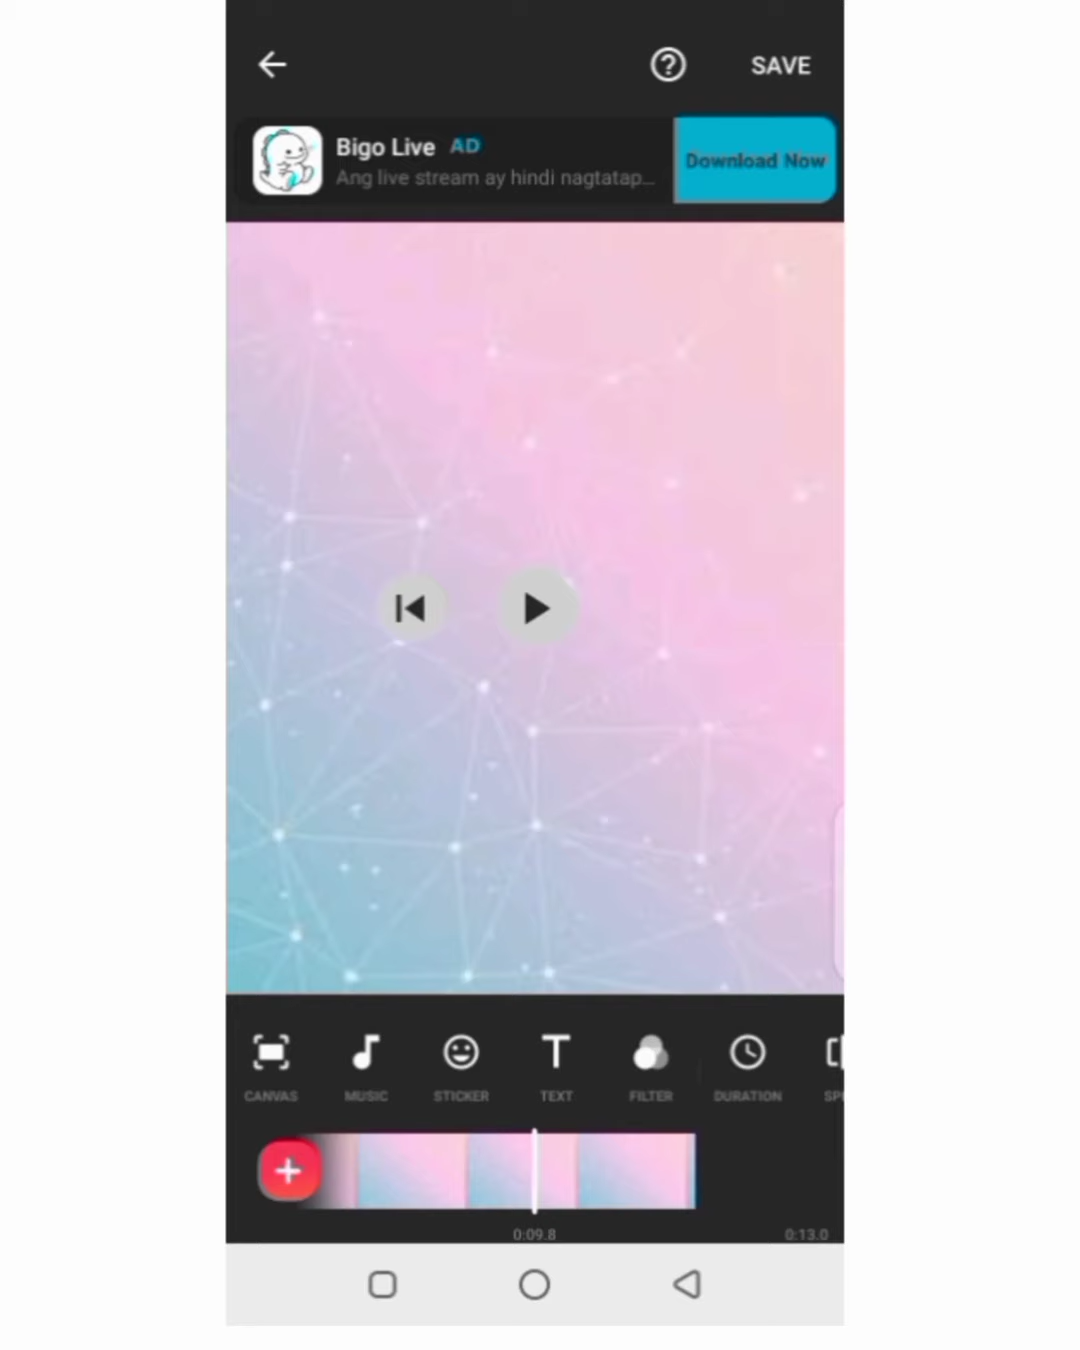 SAVE
Bigo Live AD
Ang live stream ay hindi nagtatap...
Download Now
CANVAS MUSIC STICKER TEXT FILTER DURATION SPL
0:09.8 0:13.0